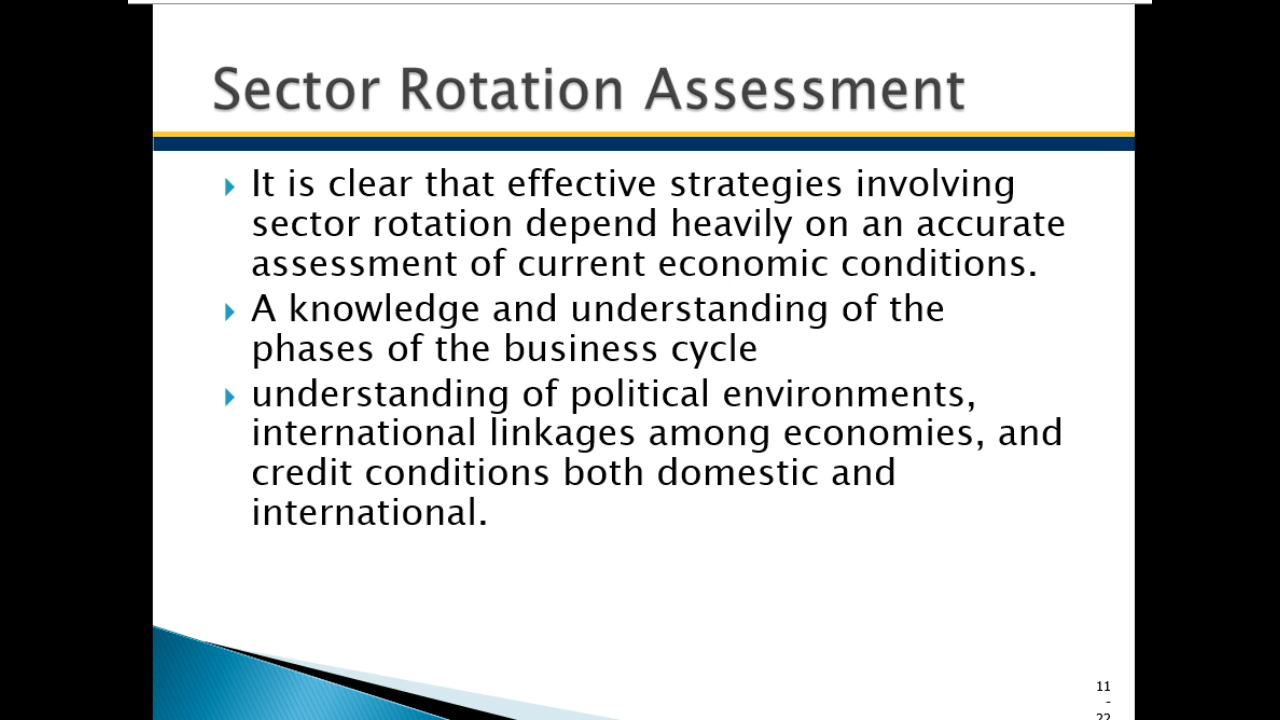 Sector Rotation Assessment
It is clear that effective strategies involving
sector rotation depend heavily on an accurate
assessment of current economic conditions.
A knowledge and understanding of the
phases of the business cycle
understanding of political environments,
international linkages among economies, and
credit conditions both domestic and
international.
11
-
22